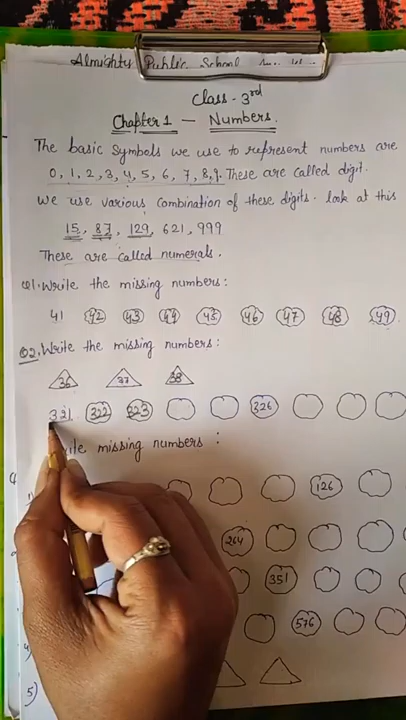 Almighty Public School
Class - 3rd
Chapter 1 - Numbers.
The basic symbols we use to represent numbers are
0, 1, 2, 3, 4, 5, 6, 7, 8, 9. These are called digit.
We use various combination of these digits. look at this
15, 87, 129, 621, 999
These are called numerals.
Q1. Write the missing numbers:
41 42 43 44 45 46 47 48 49
Q2. Write the missing numbers:
36 37 38
321 322 323 326
missing numbers:
126
264
351
576
5)